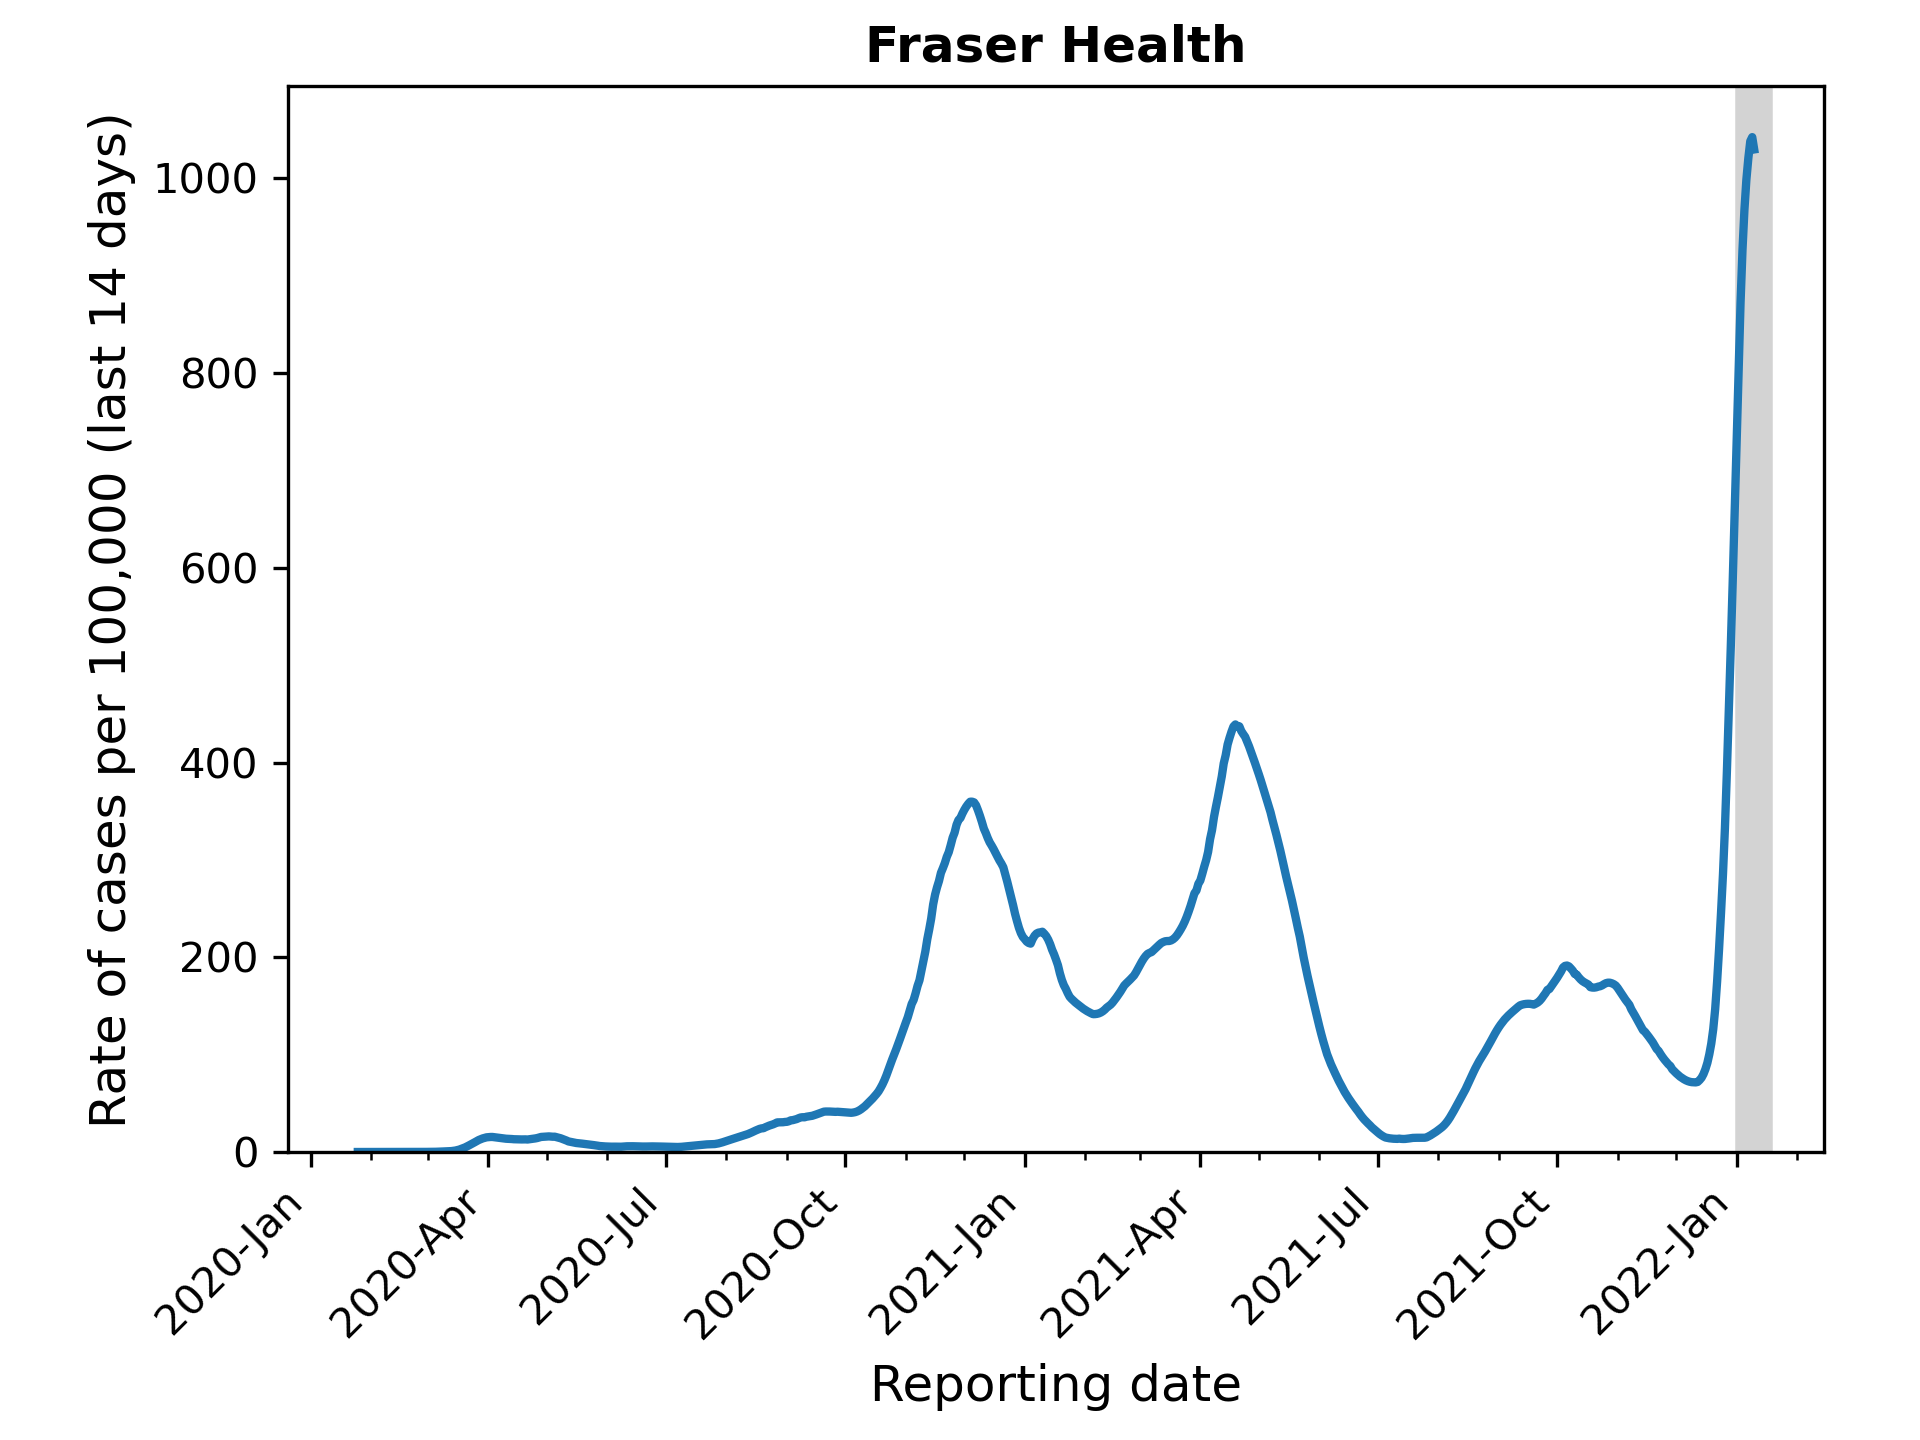 Fraser Health
Rate of cases per 100,000 (last 14 days)
1000
800
600
400
200
0
2020-Jan
2020-Apr
2020-Jul
2020-Oct
2021-Jan
2021-Apr
2021-Jul
2021-Oct
2022-Jan
Reporting date